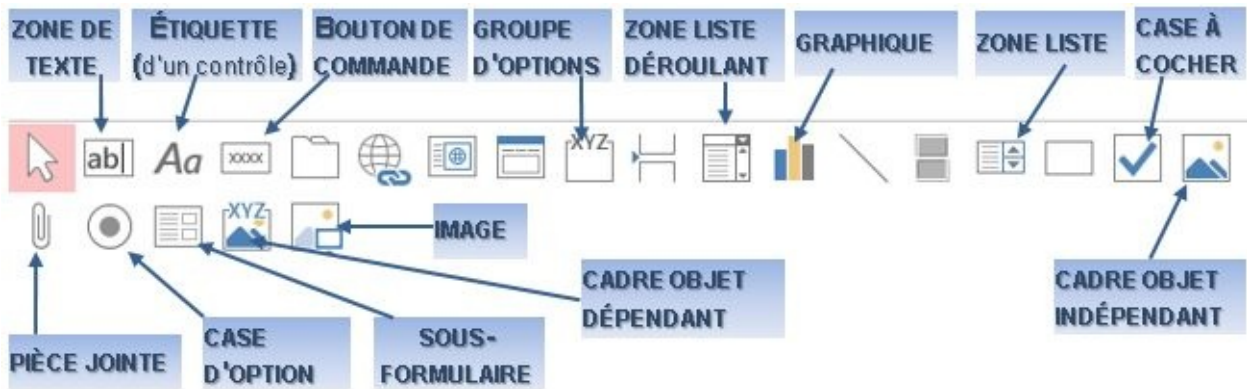 ZONE DE
TEXTE
ÉTIQUETTE
(d'un contrôle)
BOUTON DE
COMMANDE
GROUPE
D'OPTIONS
ZONE LISTE
DÉROULANT
GRAPHIQUE
ZONE LISTE
CASE À
COCHER
ab
Aa
XXXX
XYZ
XYZ
IMAGE
CADRE OBJET
DÉPENDANT
CADRE OBJET
INDÉPENDANT
PIÈCE JOINTE
CASE
D'OPTION
SOUS-
FORMULAIRE